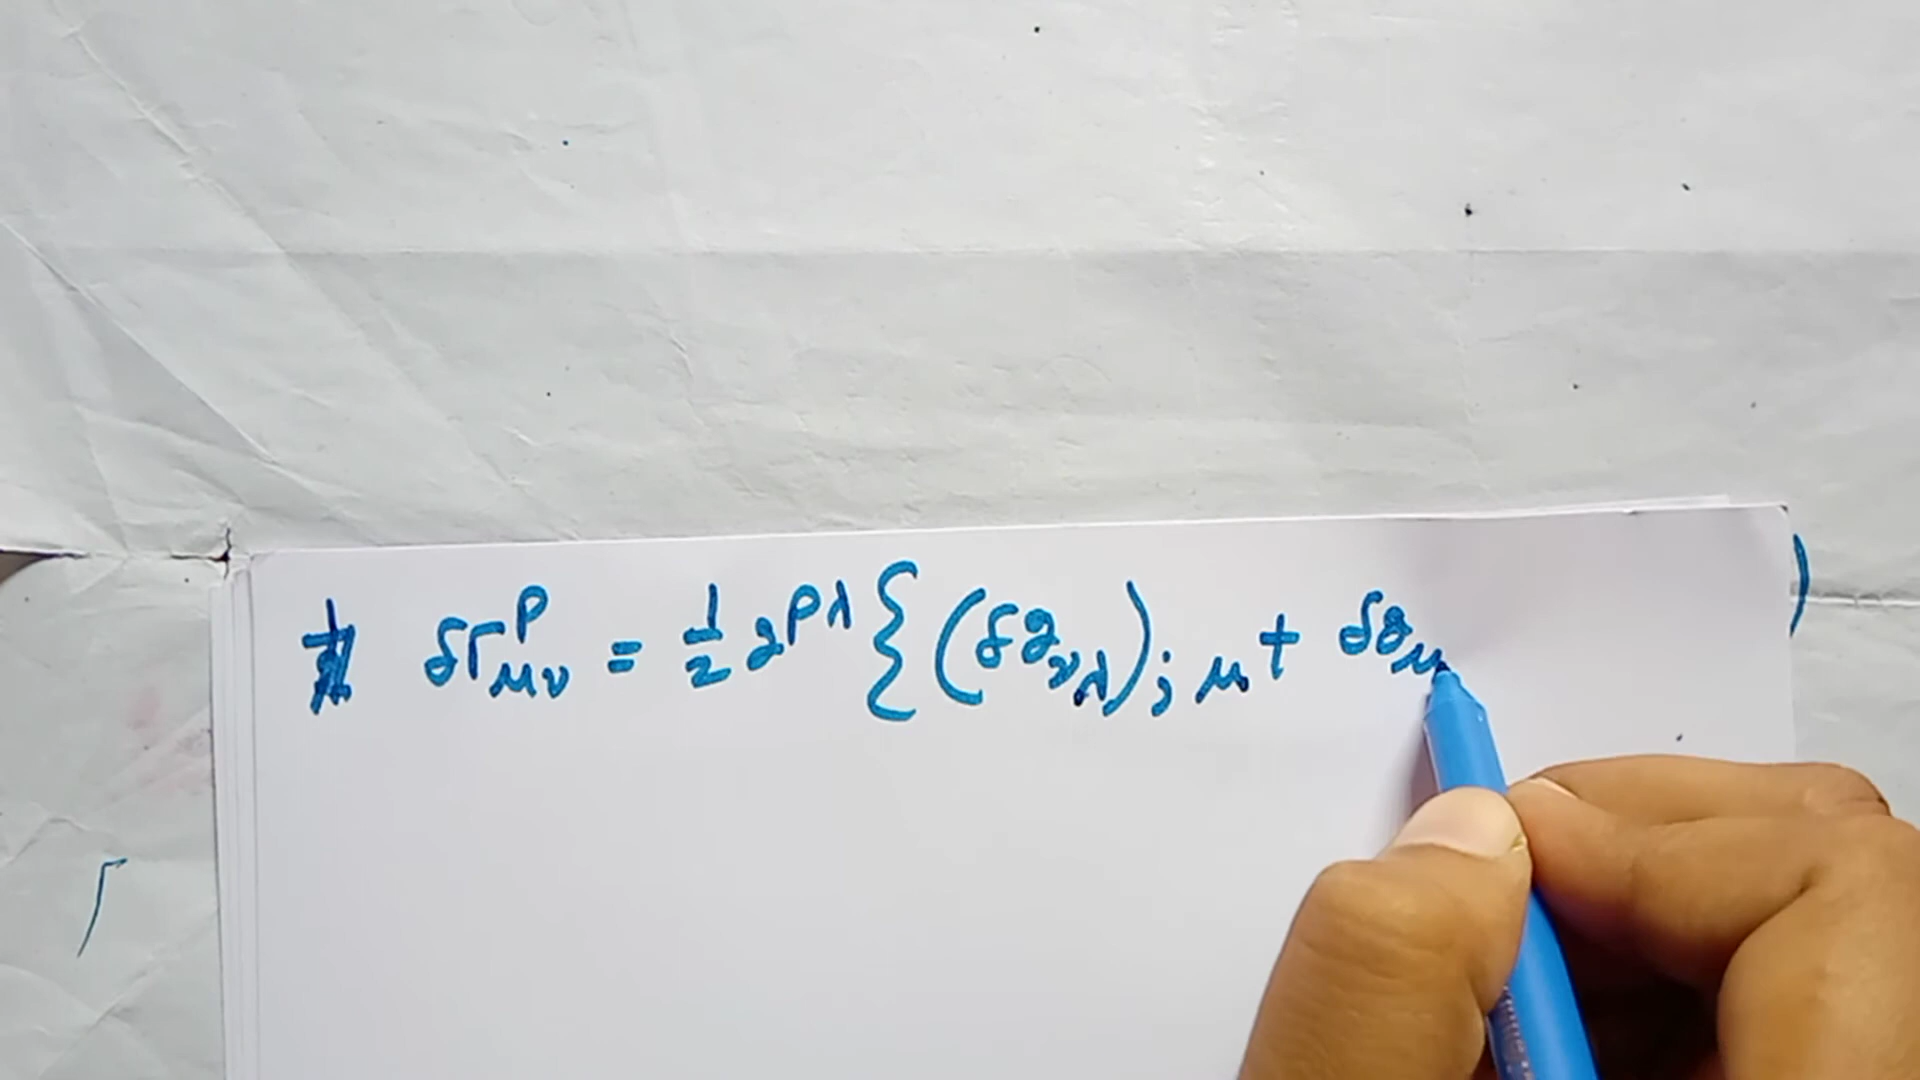 δΓ^ρ_μν = 1/2 g^ρλ { (δg_νλ);μ + δg_μ